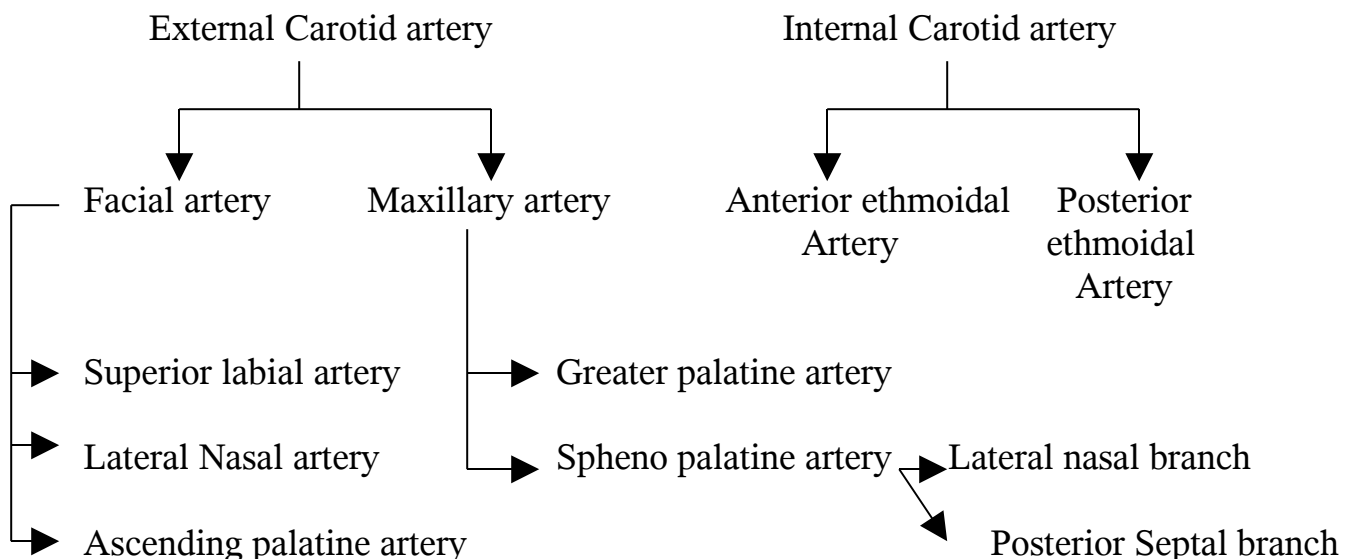 External Carotid artery
Internal Carotid artery
Facial artery
Maxillary artery
Anterior ethmoidal
Artery
Posterior
ethmoidal
Artery
Superior labial artery
Greater palatine artery
Lateral Nasal artery
Spheno palatine artery
Lateral nasal branch
Ascending palatine artery
Posterior Septal branch